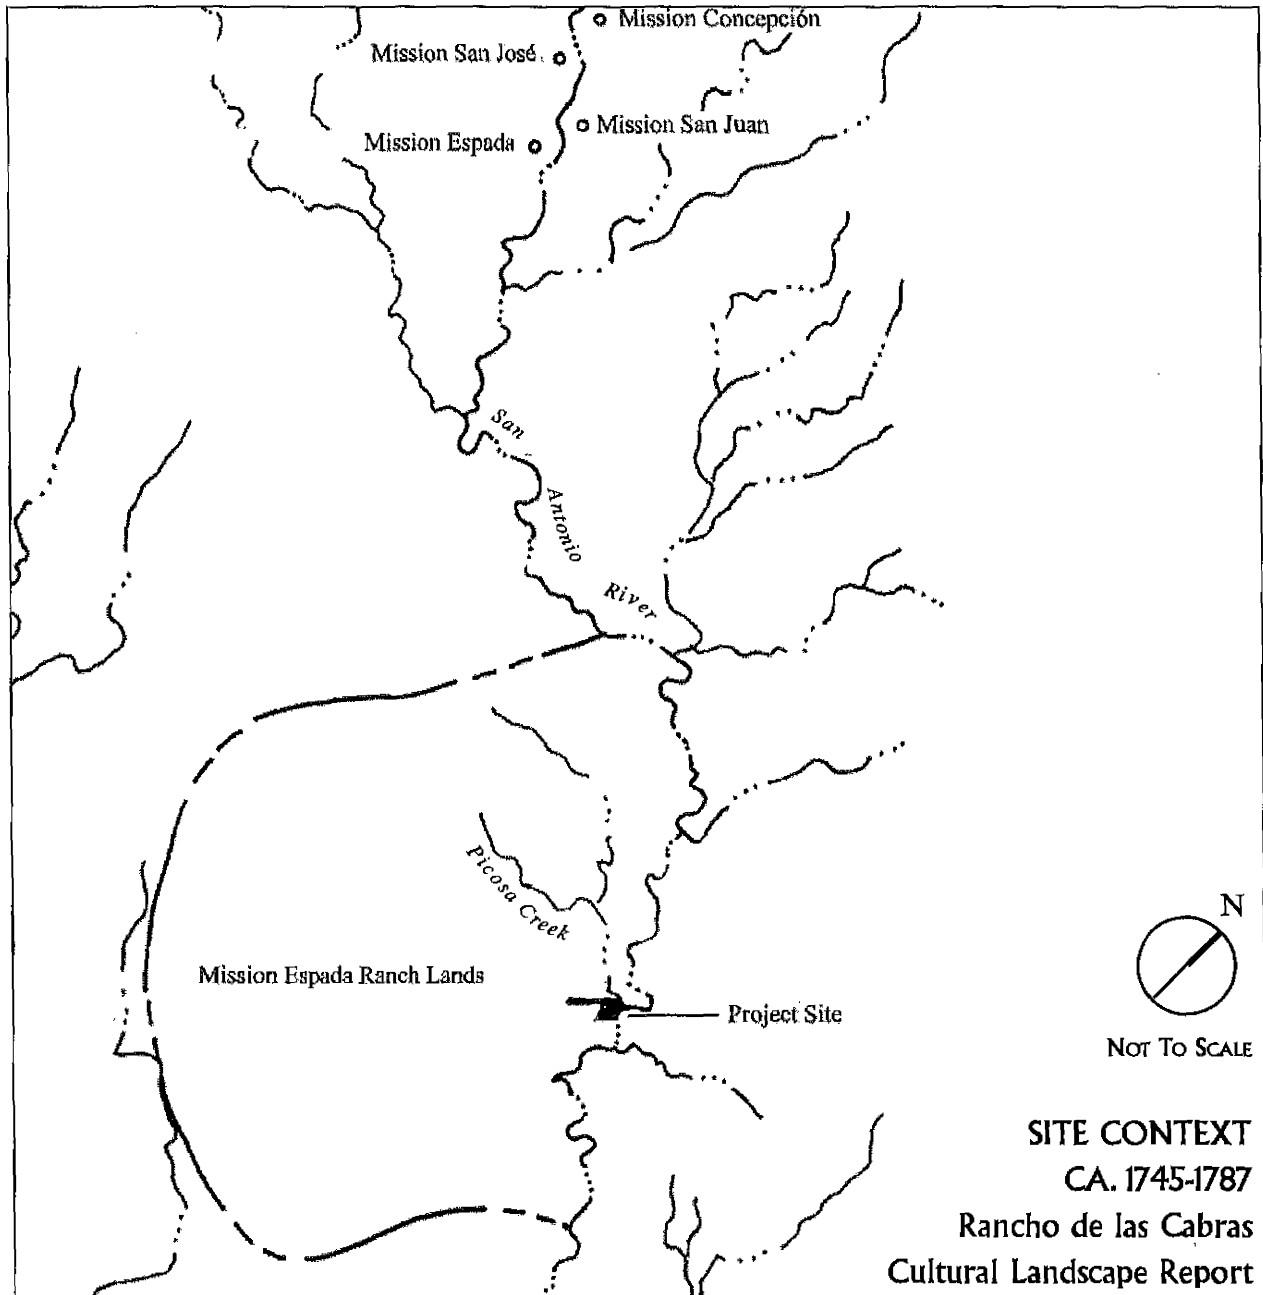 Mission Concepción
Mission San José
Mission San Juan
Mission Espada
San
Antonio
River
Picosa Creek
Mission Espada Ranch Lands
Project Site
N
NOT TO SCALE
SITE CONTEXT
CA. 1745-1787
Rancho de las Cabras
Cultural Landscape Report